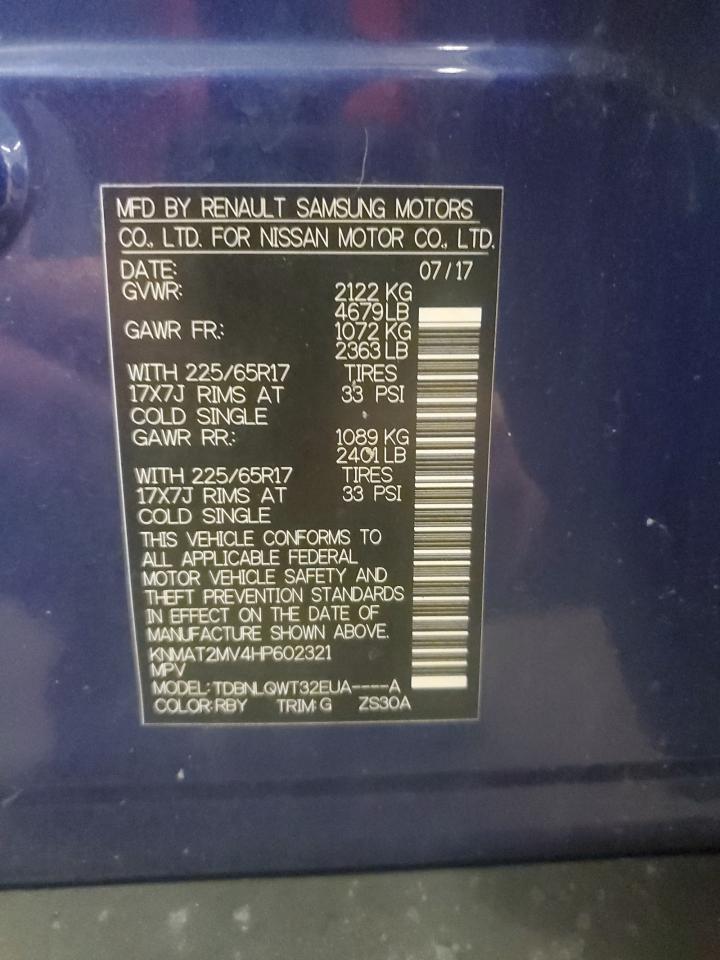 MFD BY RENAULT SAMSUNG MOTORS
CO., LTD. FOR NISSAN MOTOR CO., LTD.
DATE: 07/17
GVWR: 2122 KG
4679 LB
GAWR FR.: 1072 KG
2363 LB
WITH 225/65R17 TIRES
17X7J RIMS AT 33 PSI
COLD SINGLE
GAWR RR.: 1089 KG
2401 LB
WITH 225/65R17 TIRES
17X7J RIMS AT 33 PSI
COLD SINGLE
THIS VEHICLE CONFORMS TO
ALL APPLICABLE FEDERAL
MOTOR VEHICLE SAFETY AND
THEFT PREVENTION STANDARDS
IN EFFECT ON THE DATE OF
MANUFACTURE SHOWN ABOVE.
KNMAT2MV4HP602321
MPV
MODEL: TDBNLQWT32EUA----A
COLOR: RBY TRIM: G ZS30A